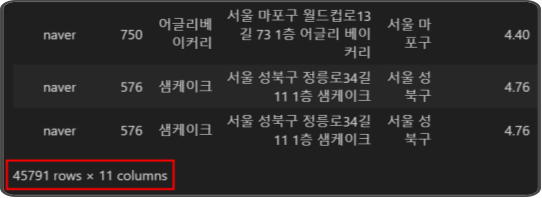 naver 750 어글리베이커리 서울 마포구 월드컵로13길 73 1층 어글리 베이커리 서울 마포구 4.40
naver 576 샘케이크 서울 성북구 정릉로34길 11 1층 샘케이크 서울 성북구 4.76
naver 576 샘케이크 서울 성북구 정릉로34길 11 1층 샘케이크 서울 성북구 4.76
45791 rows × 11 columns